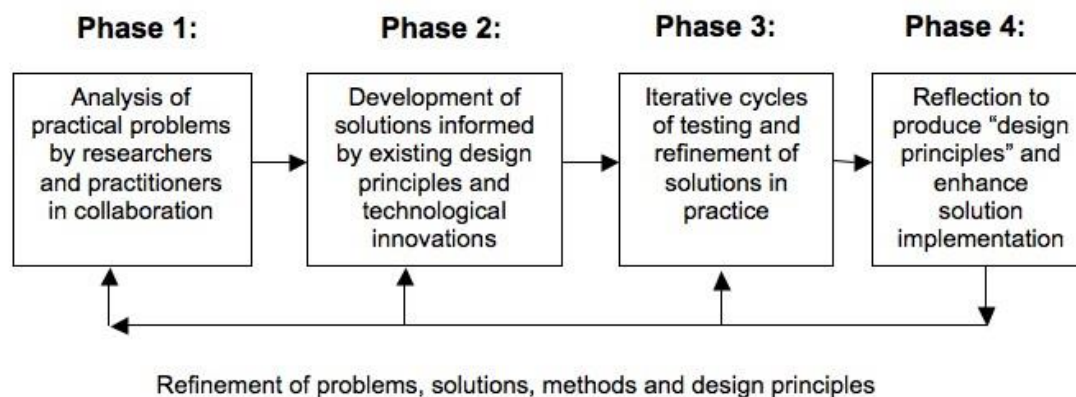 Phase 1:
Analysis of
practical problems
by researchers
and practitioners
in collaboration
Phase 2:
Development of
solutions informed
by existing design
principles and
technological
innovations
Phase 3:
Iterative cycles
of testing and
refinement of
solutions in
practice
Phase 4:
Reflection to
produce “design
principles” and
enhance
solution
implementation
Refinement of problems, solutions, methods and design principles